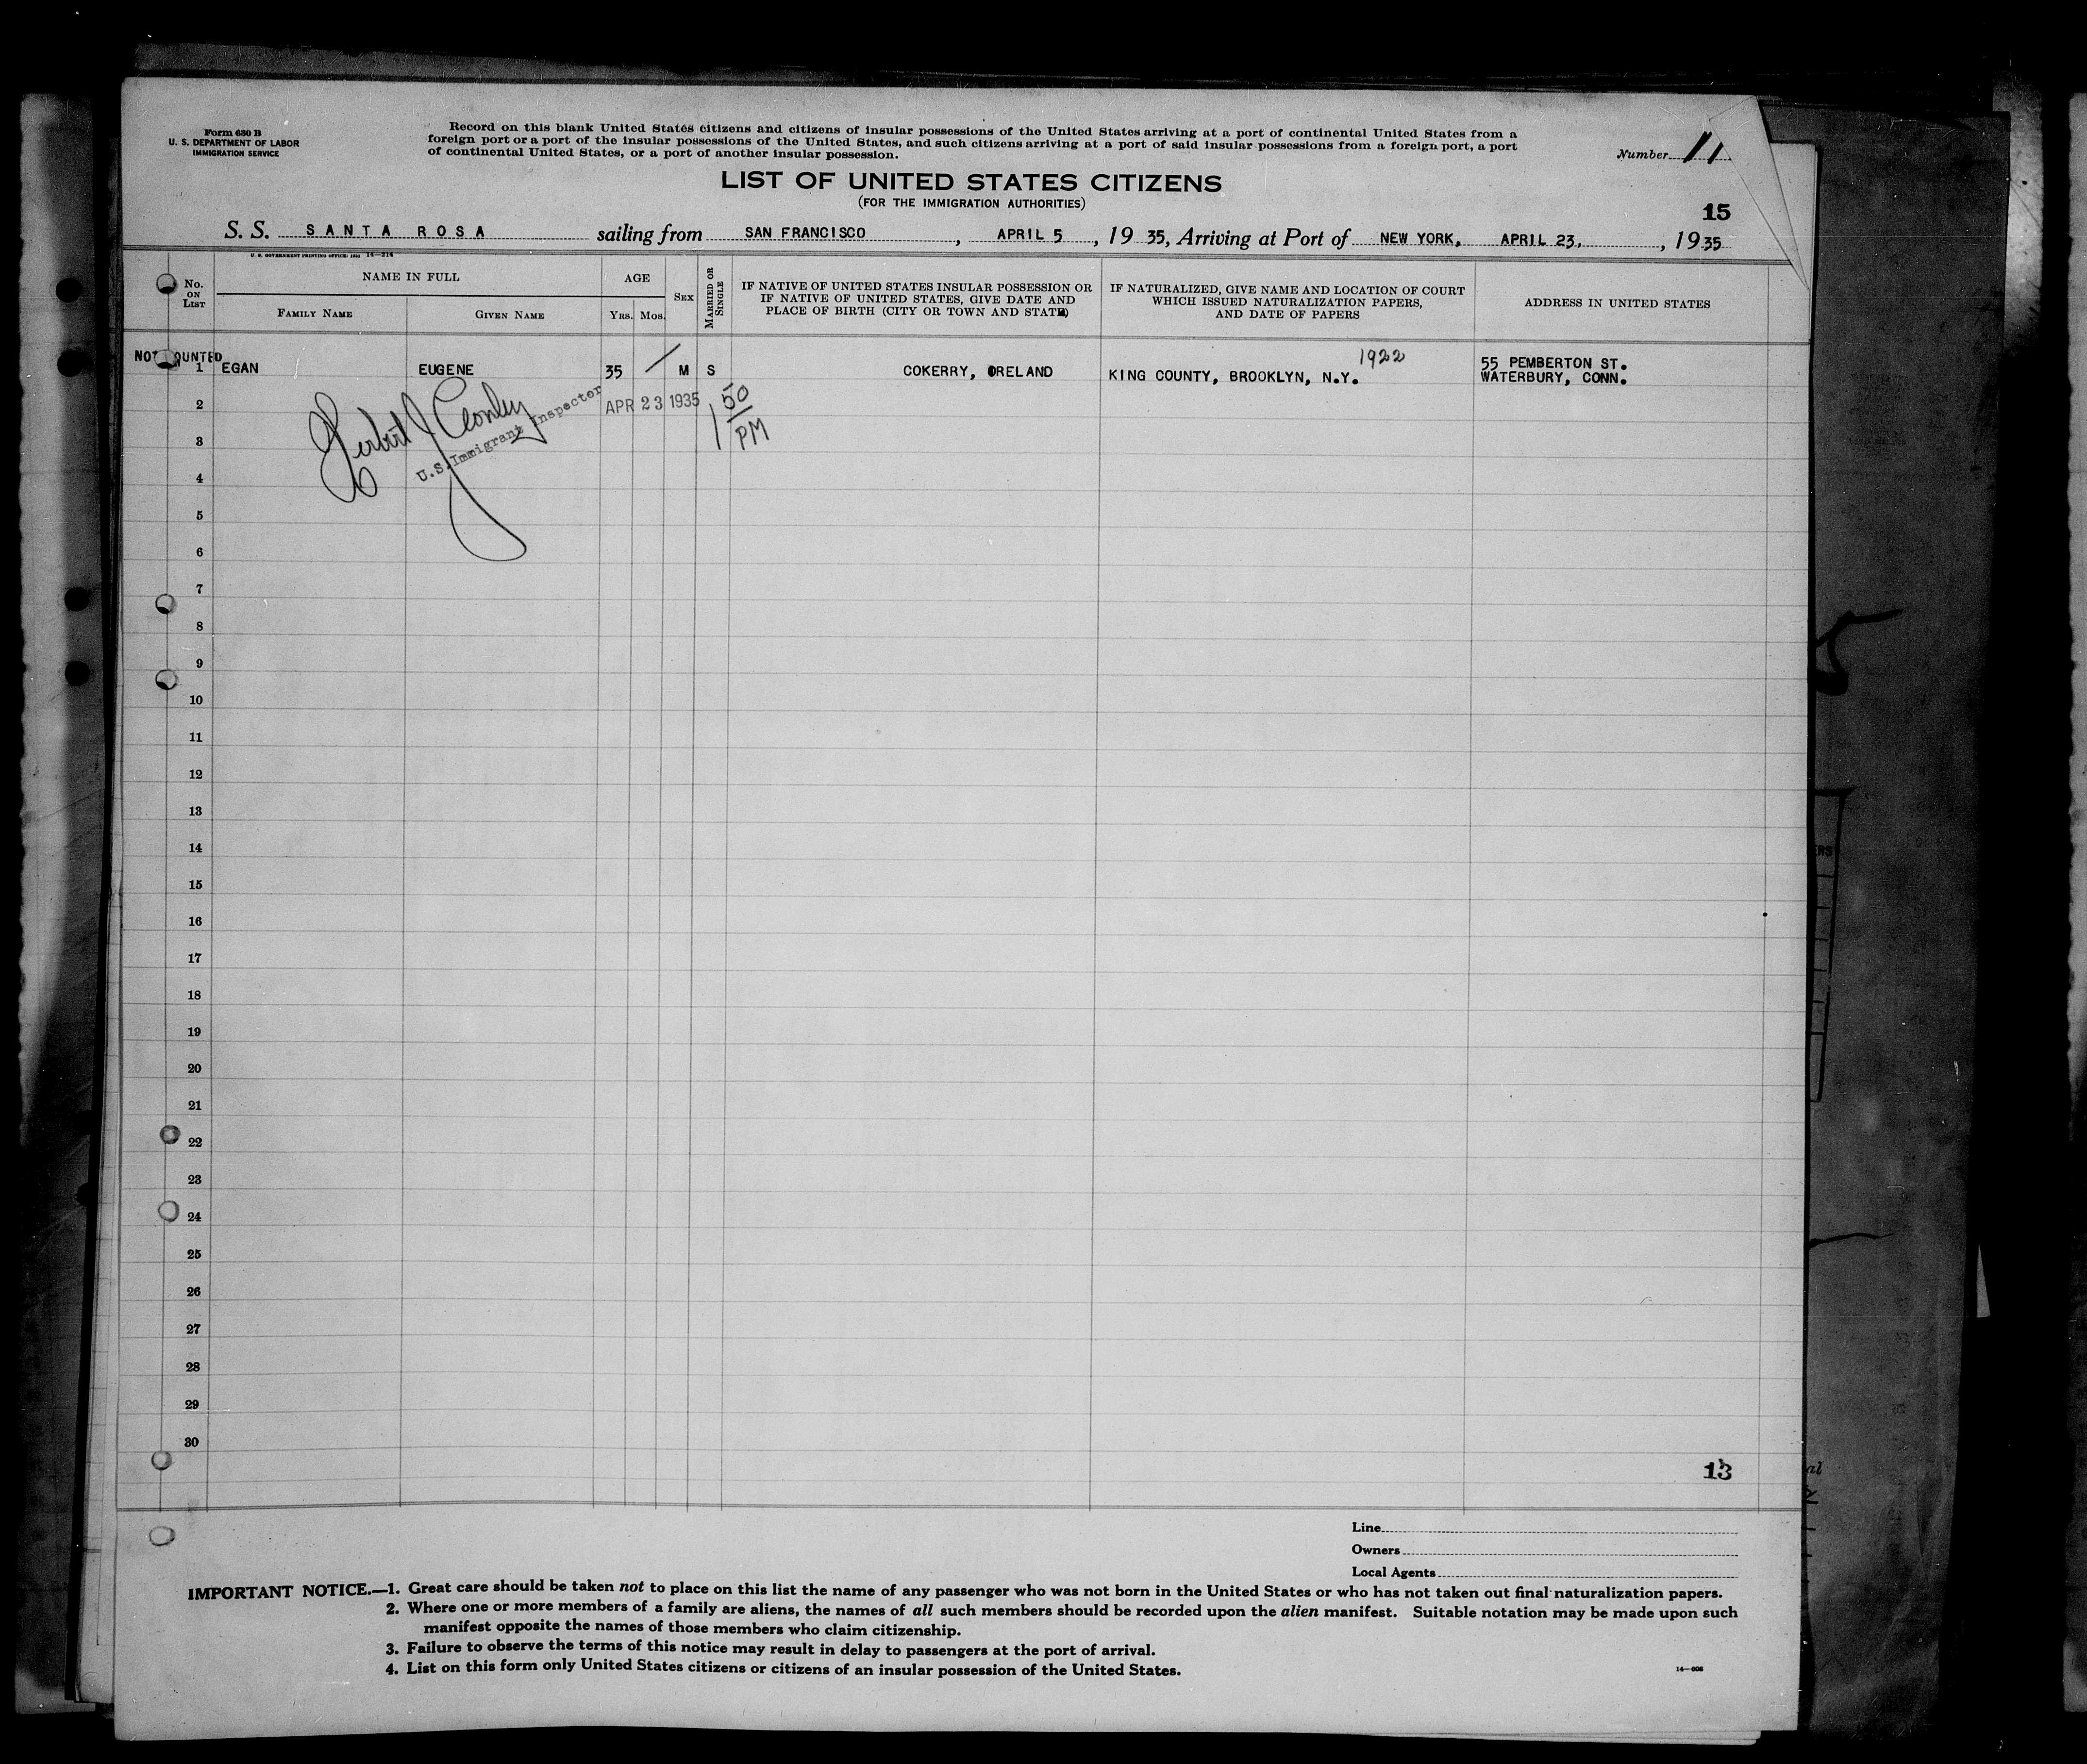 Form 630 B
U. S. DEPARTMENT OF LABOR
IMMIGRATION SERVICE
Record on this blank United States citizens and citizens of insular possessions of the United States arriving at a port of continental United States from a
foreign port or a port of the insular possessions of the United States, and such citizens arriving at a port of said insular possessions from a foreign port, a port
of continental United States, or a port of another insular possession.
Number 11
LIST OF UNITED STATES CITIZENS
(FOR THE IMMIGRATION AUTHORITIES)
15
S. S. SANTA ROSA sailing from SAN FRANCISCO, APRIL 5, 19 35, Arriving at Port of NEW YORK, APRIL 23, , 19 35
U. S. GOVERNMENT PRINTING OFFICE: 1931 14—214
No. ON LIST
NAME IN FULL
FAMILY NAME
GIVEN NAME
AGE
YRS. MOS.
SEX
MARRIED OR SINGLE
IF NATIVE OF UNITED STATES INSULAR POSSESSION OR
IF NATIVE OF UNITED STATES, GIVE DATE AND
PLACE OF BIRTH (CITY OR TOWN AND STATE)
IF NATURALIZED, GIVE NAME AND LOCATION OF COURT
WHICH ISSUED NATURALIZATION PAPERS,
AND DATE OF PAPERS
ADDRESS IN UNITED STATES
1922
1 EGAN EUGENE 35 M S COKERRY, IRELAND KING COUNTY, BROOKLYN, N.Y. 55 PEMBERTON ST.
WATERBURY, CONN.
2 APR 23 1935 1 50
PM
U.S. Immigrant Inspector
3
4
5
6
7
8
9
10
11
12
13
14
15
16
17
18
19
20
21
22
23
24
25
26
27
28
29
30
13
Line
Owners
Local Agents
IMPORTANT NOTICE.—1. Great care should be taken not to place on this list the name of any passenger who was not born in the United States or who has not taken out final naturalization papers.
2. Where one or more members of a family are aliens, the names of all such members should be recorded upon the alien manifest. Suitable notation may be made upon such
manifest opposite the names of those members who claim citizenship.
3. Failure to observe the terms of this notice may result in delay to passengers at the port of arrival.
4. List on this form only United States citizens or citizens of an insular possession of the United States.